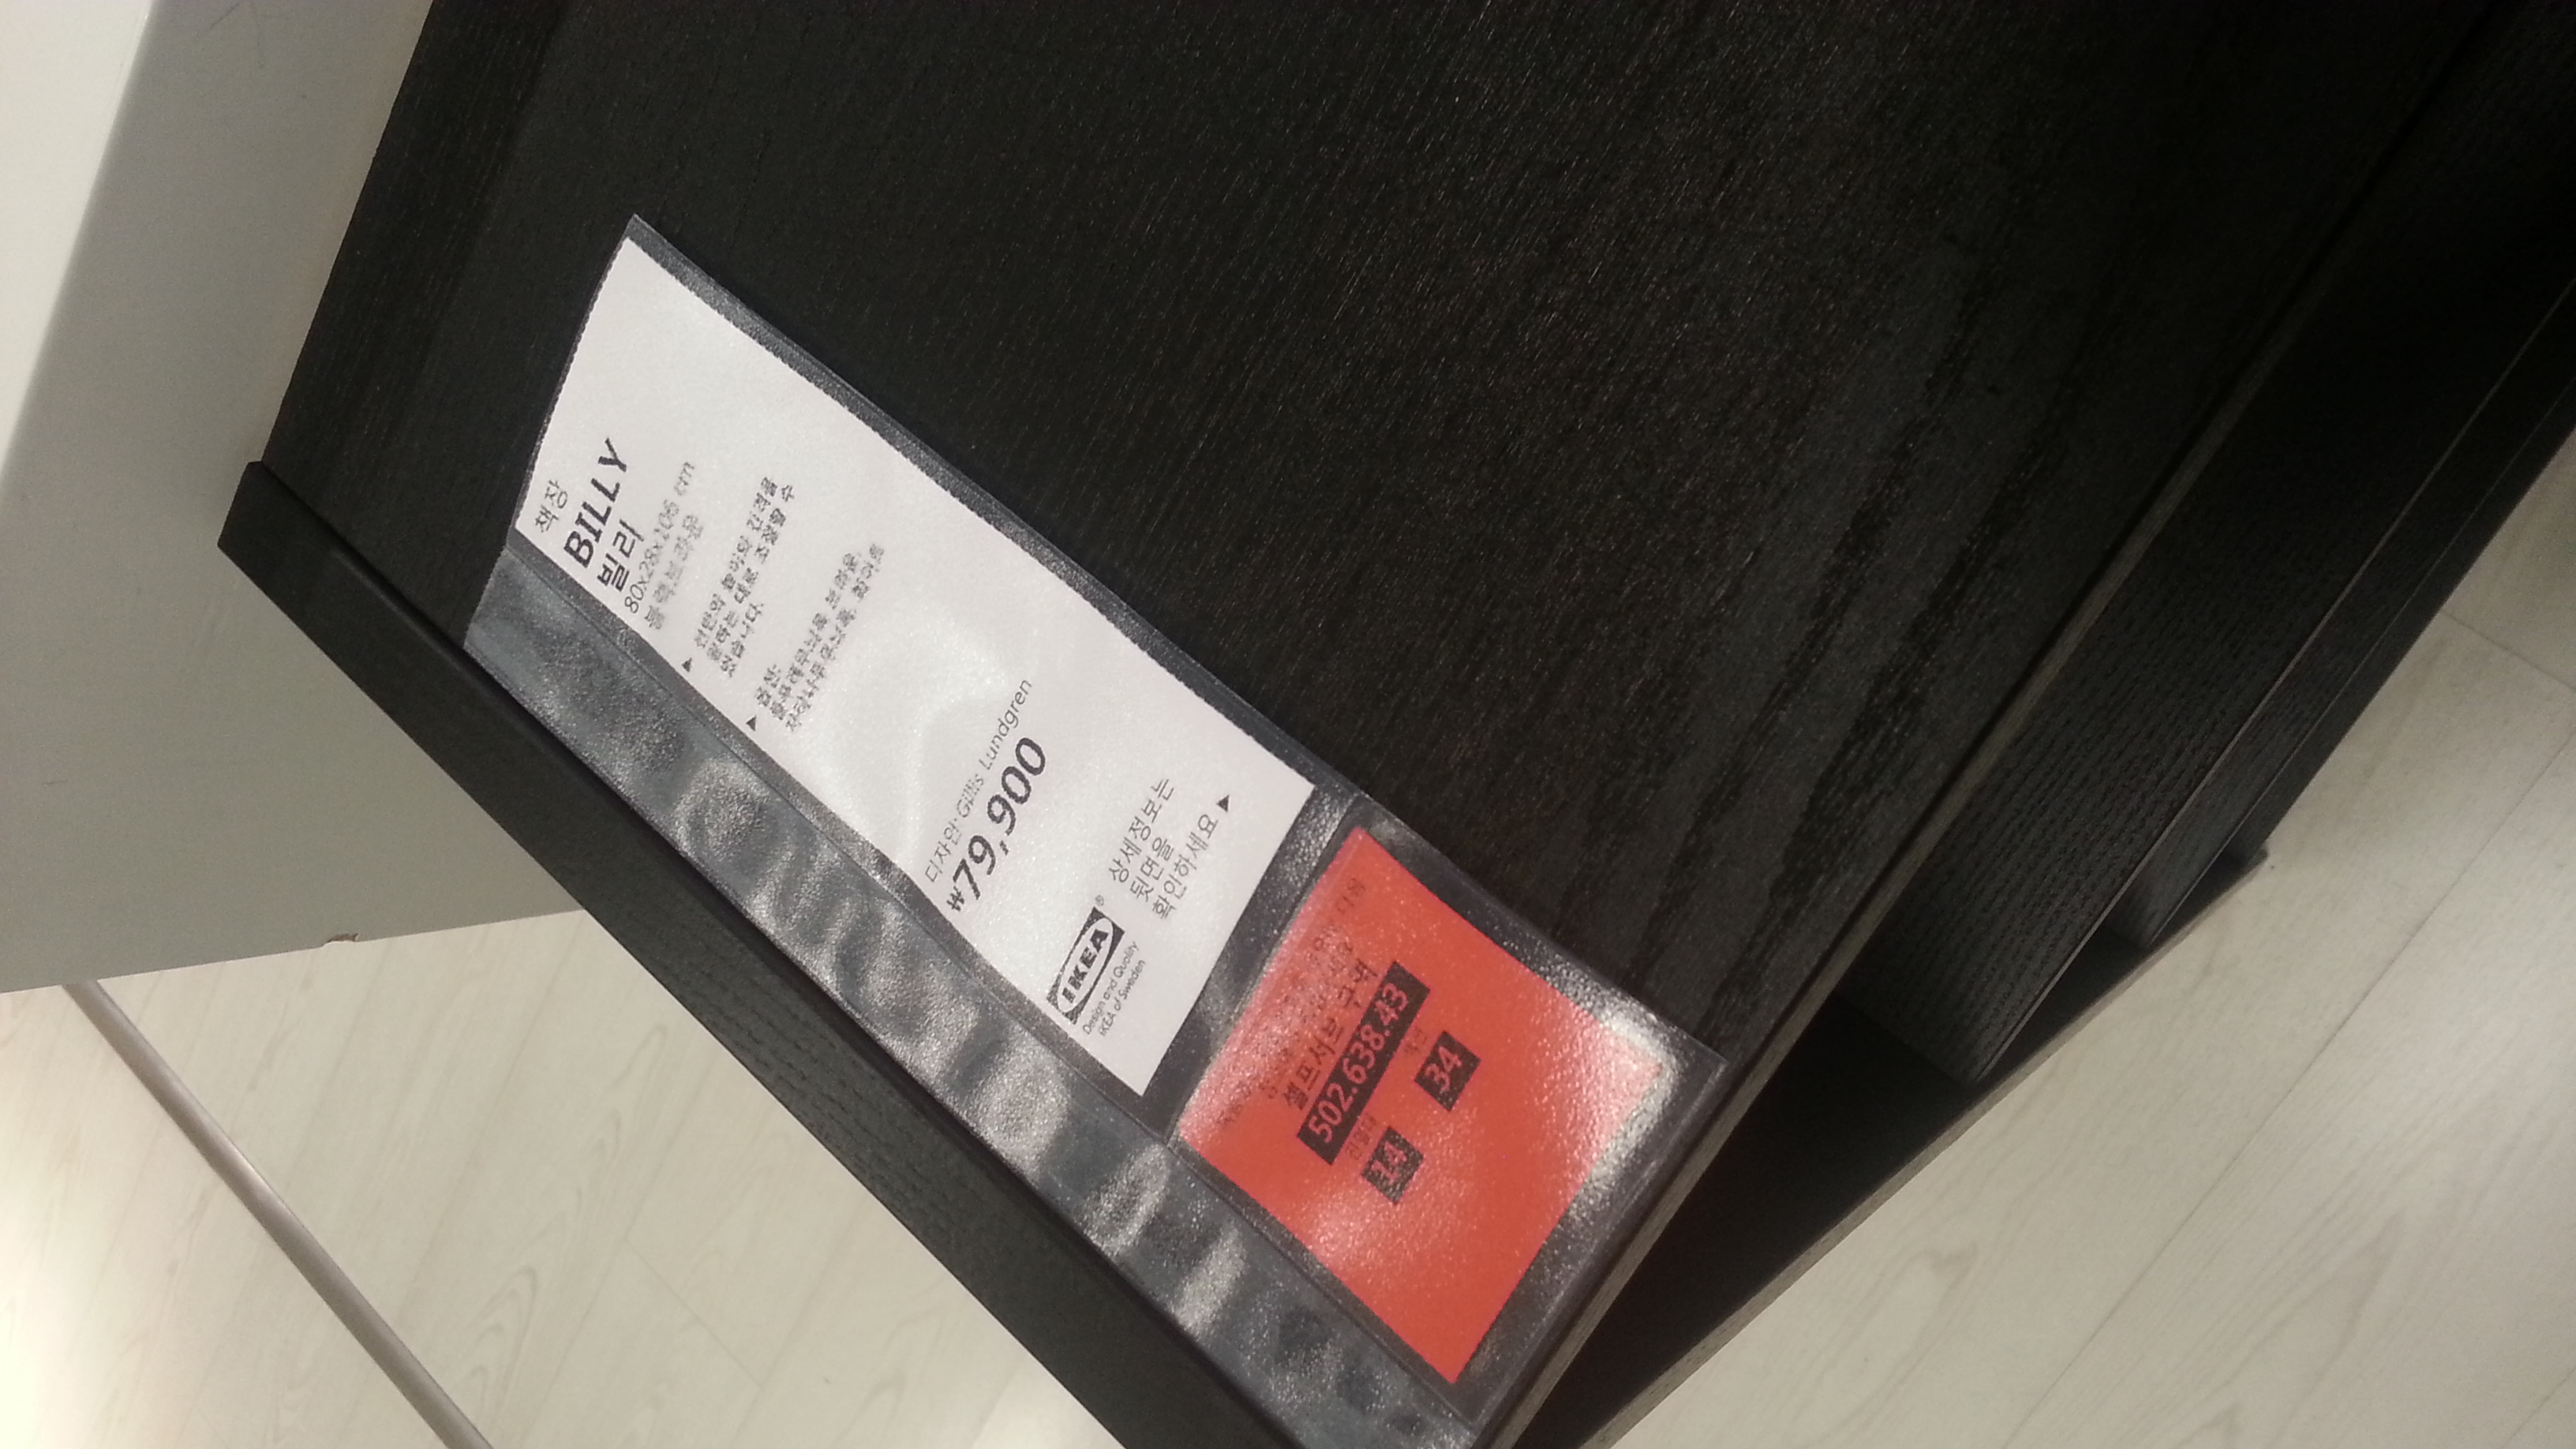 책장
BILLY
빌리
80x28x106 cm
블랙브라운
▶ 선반의 높이와 간격을
원하는 대로 조절할 수
있습니다.
디자인: Gillis Lundgren
₩79,900
IKEA®
Design and Quality
IKEA of Sweden
상세정보는
뒷면을
확인하세요 ▶
셀프서브 구역
502.638.43
14
34